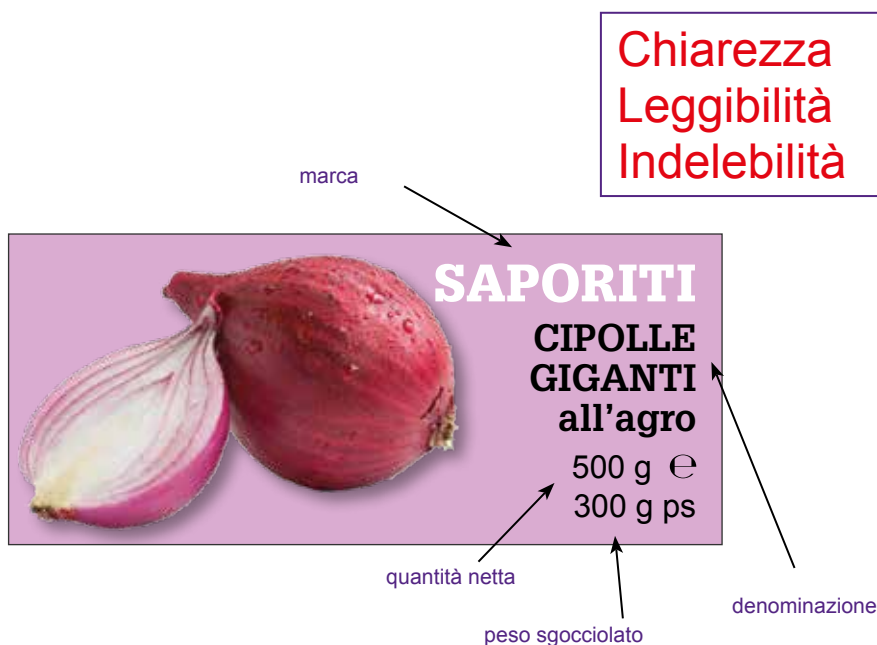 Chiarezza
Leggibilità
Indelebilità
marca
SAPORITI
CIPOLLE
GIGANTI
all'agro
500 g ℮
300 g ps
quantità netta
denominazione
peso sgocciolato